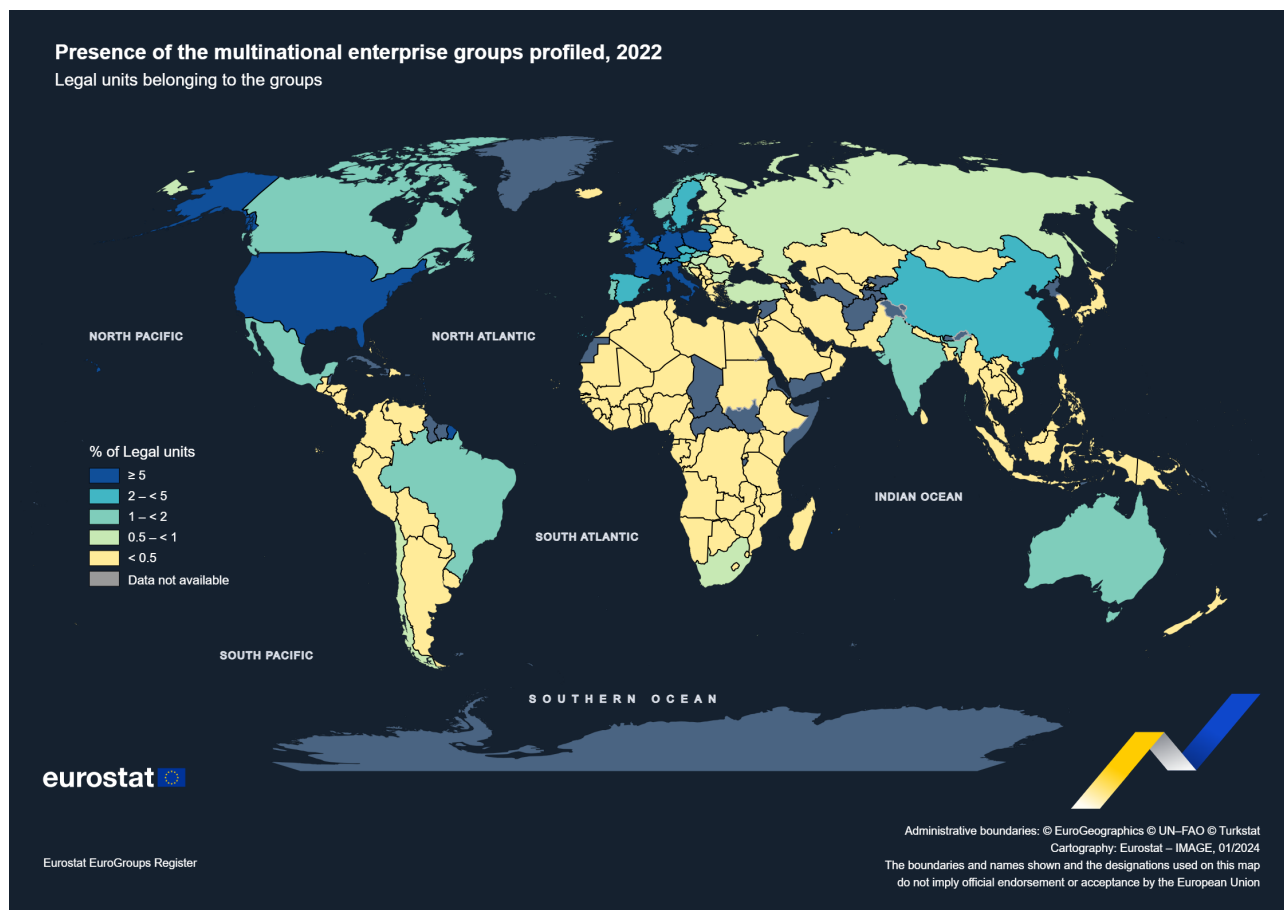 Presence of the multinational enterprise groups profiled, 2022
Legal units belonging to the groups
NORTH PACIFIC
NORTH ATLANTIC
% of Legal units
≥ 5
2 – < 5
1 – < 2
0.5 – < 1
< 0.5
Data not available
INDIAN OCEAN
SOUTH ATLANTIC
SOUTH PACIFIC
SOUTHERN OCEAN
eurostat
Administrative boundaries: © EuroGeographics © UN–FAO © Turkstat
Cartography: Eurostat – IMAGE, 01/2024
The boundaries and names shown and the designations used on this map
do not imply official endorsement or acceptance by the European Union
Eurostat EuroGroups Register